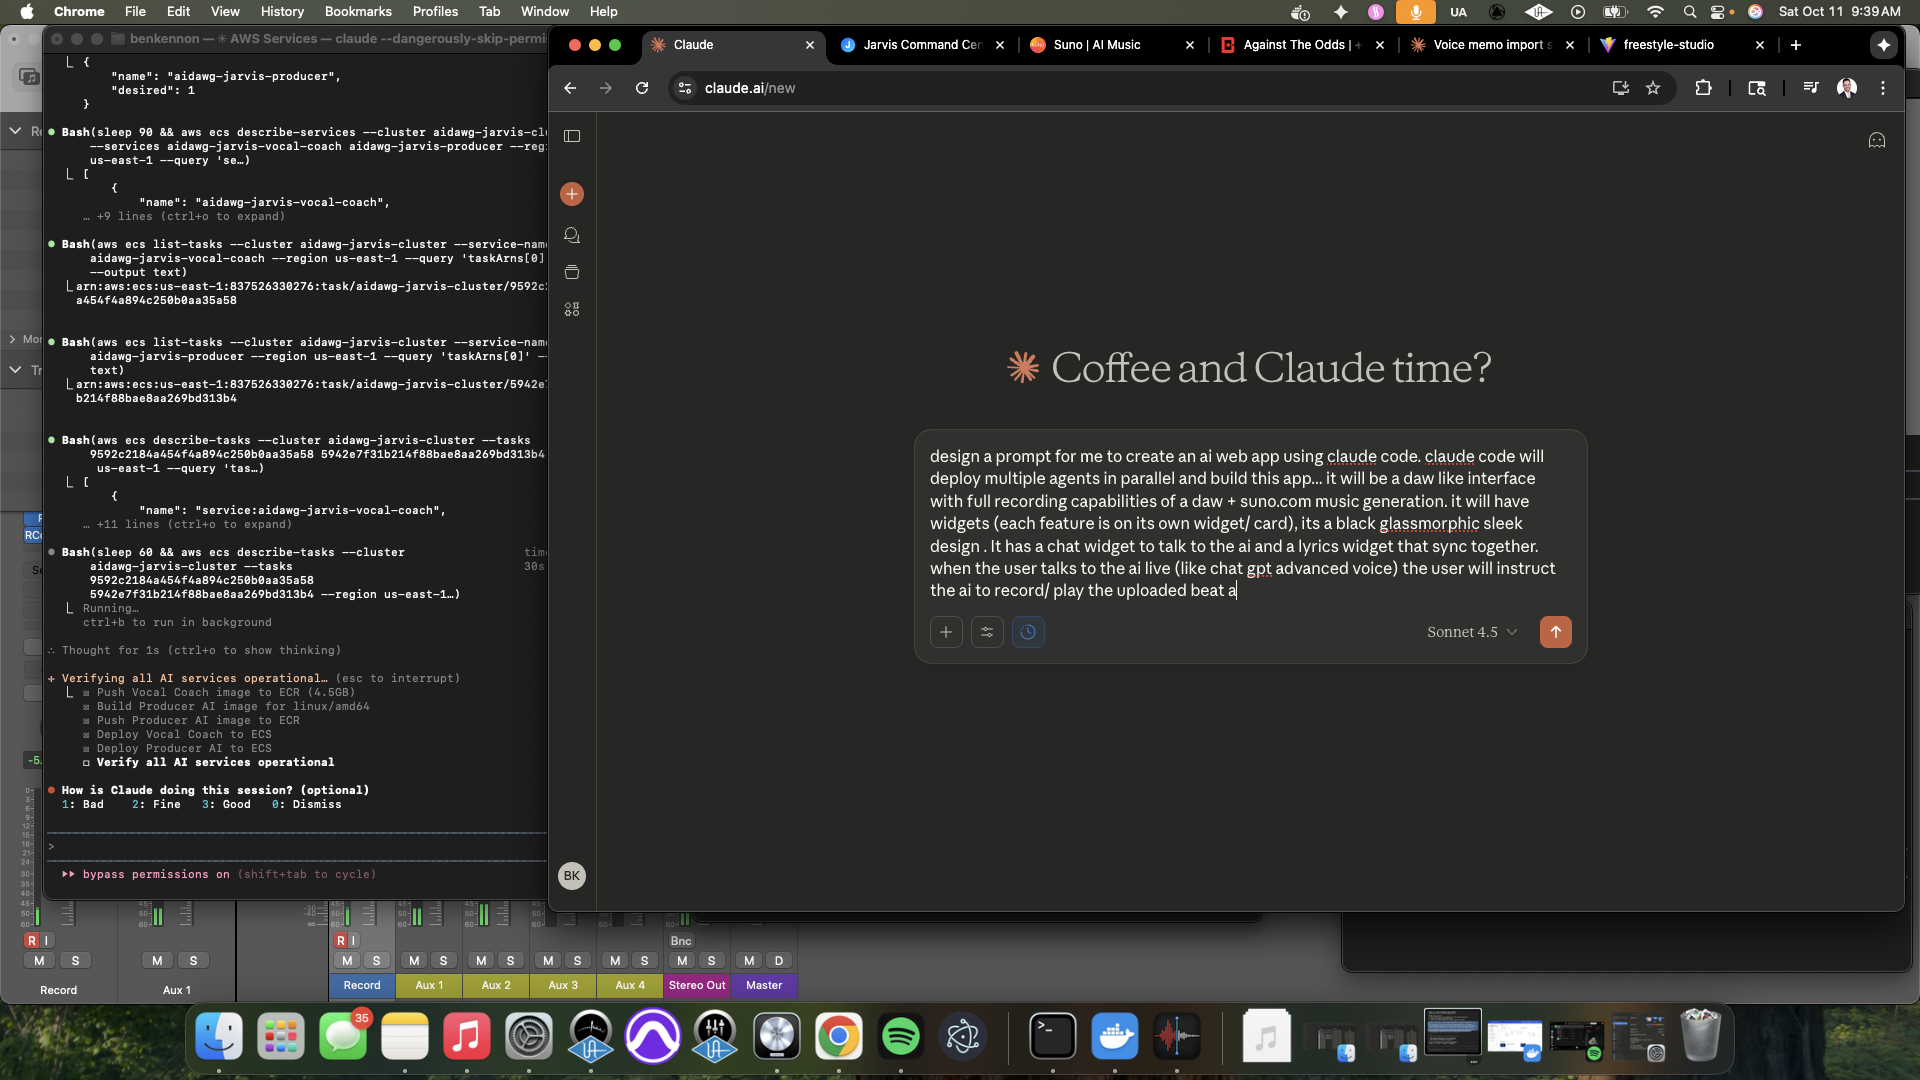 Chrome File Edit View History Bookmarks Profiles Tab Window Help
UA Sat Oct 11 9:39 AM
benkennon — ✳ AWS Services — claude --dangerously-skip-permi
{
"name": "aidawg-jarvis-producer",
"desired": 1
}
Bash(sleep 90 && aws ecs describe-services --cluster aidawg-jarvis-cl
--services aidawg-jarvis-vocal-coach aidawg-jarvis-producer --regi
us-east-1 --query 'se…)
[
{
"name": "aidawg-jarvis-vocal-coach",
… +9 lines (ctrl+o to expand)
Bash(aws ecs list-tasks --cluster aidawg-jarvis-cluster --service-nam
aidawg-jarvis-vocal-coach --region us-east-1 --query 'taskArns[0]
--output text)
arn:aws:ecs:us-east-1:837526330276:task/aidawg-jarvis-cluster/9592c
a454f4a894c250b0aa35a58
Bash(aws ecs list-tasks --cluster aidawg-jarvis-cluster --service-nam
aidawg-jarvis-producer --region us-east-1 --query 'taskArns[0]' --
text)
arn:aws:ecs:us-east-1:837526330276:task/aidawg-jarvis-cluster/5942e
b214f88bae8aa269bd313b4
Bash(aws ecs describe-tasks --cluster aidawg-jarvis-cluster --tasks
9592c2184a454f4a894c250b0aa35a58 5942e7f31b214f88bae8aa269bd313b4
us-east-1 --query 'tas…)
[
{
"name": "service:aidawg-jarvis-vocal-coach",
… +11 lines (ctrl+o to expand)
Bash(sleep 60 && aws ecs describe-tasks --cluster
aidawg-jarvis-cluster --tasks
9592c2184a454f4a894c250b0aa35a58
5942e7f31b214f88bae8aa269bd313b4 --region us-east-1…)
time
30s
Running…
ctrl+b to run in background
∴ Thought for 1s (ctrl+o to show thinking)
Verifying all AI services operational… (esc to interrupt)
☒ Push Vocal Coach image to ECR (4.5GB)
☒ Build Producer AI image for linux/amd64
☒ Push Producer AI image to ECR
☒ Deploy Vocal Coach to ECS
☒ Deploy Producer AI to ECS
☐ Verify all AI services operational
How is Claude doing this session? (optional)
1: Bad 2: Fine 3: Good 0: Dismiss
>
bypass permissions on (shift+tab to cycle)
Claude
Jarvis Command Cen
Suno | AI Music
Against The Odds | +
Voice memo import s
freestyle-studio
claude.ai/new
Coffee and Claude time?
design a prompt for me to create an ai web app using claude code. claude code will
deploy multiple agents in parallel and build this app... it will be a daw like interface
with full recording capabilities of a daw + suno.com music generation. it will have
widgets (each feature is on its own widget/ card), its a black glassmorphic sleek
design . It has a chat widget to talk to the ai and a lyrics widget that sync together.
when the user talks to the ai live (like chat gpt advanced voice) the user will instruct
the ai to record/ play the uploaded beat a
Sonnet 4.5
BK
R I
R I
Bnc
M S M S M S M S M S M S M S M S M D
Record Aux 1 Record Aux 1 Aux 2 Aux 3 Aux 4 Stereo Out Master
35